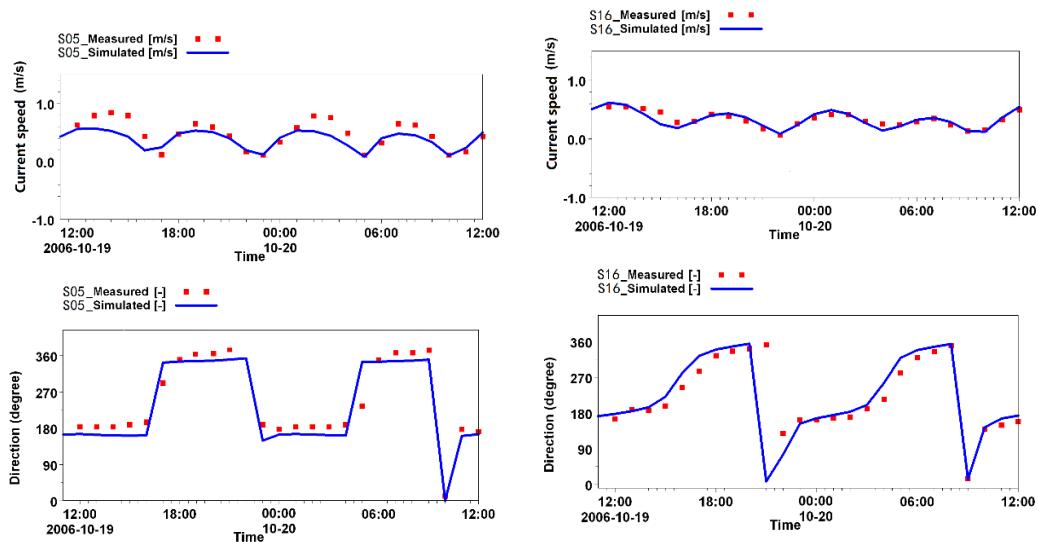 S05_Measured [m/s]
S05_Simulated [m/s]
Current speed (m/s)
1.0
0.0
-1.0
12:00 18:00 00:00 06:00 12:00
2006-10-19 10-20
Time
S16_Measured [m/s]
S16_Simulated [m/s]
Current speed (m/s)
1.0
0.0
-1.0
12:00 18:00 00:00 06:00 12:00
2006-10-19 10-20
Time
S05_Measured [-]
S05_Simulated [-]
Direction (degree)
360
270
180
90
0
12:00 18:00 00:00 06:00 12:00
2006-10-19 10-20
Time
S16_Measured [-]
S16_Simulated [-]
Direction (degree)
360
270
180
90
0
12:00 18:00 00:00 06:00 12:00
2006-10-19 10-20
Time